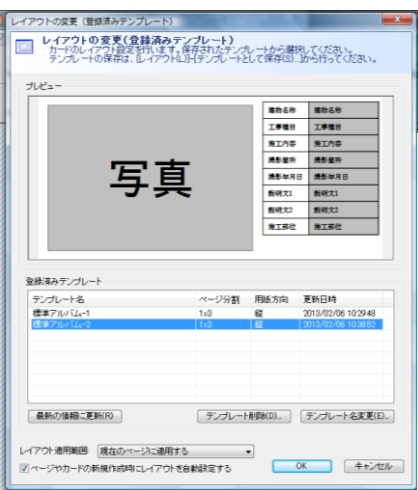 レイアウトの変更 (登録済みテンプレート)
レイアウトの変更(登録済みテンプレート)
カードのレイアウト設定を行います。保存されたテンプレートから選択してください。
テンプレートの保存は、[レイアウト(L)]-[テンプレートとして保存(S)...]から行ってください。
プレビュー
写真
建物名称 建物名称
工事種目 工事種目
施工内容 施工内容
撮影箇所 撮影箇所
撮影年月日 撮影年月日
説明文1 説明文1
説明文2 説明文2
施工部位 施工部位
登録済みテンプレート
テンプレート名 ページ分割 用紙方向 更新日時
標準アルバム-1 1x3 縦 2013/02/06 10:29:48
標準アルバム-2 1x3 縦 2013/02/06 10:38:52
最新の情報に更新(R) テンプレート削除(D)... テンプレート名変更(E)...
レイアウト適用範囲 現在のページに適用する
ページやカードの新規作成時にレイアウトを自動設定する OK キャンセル